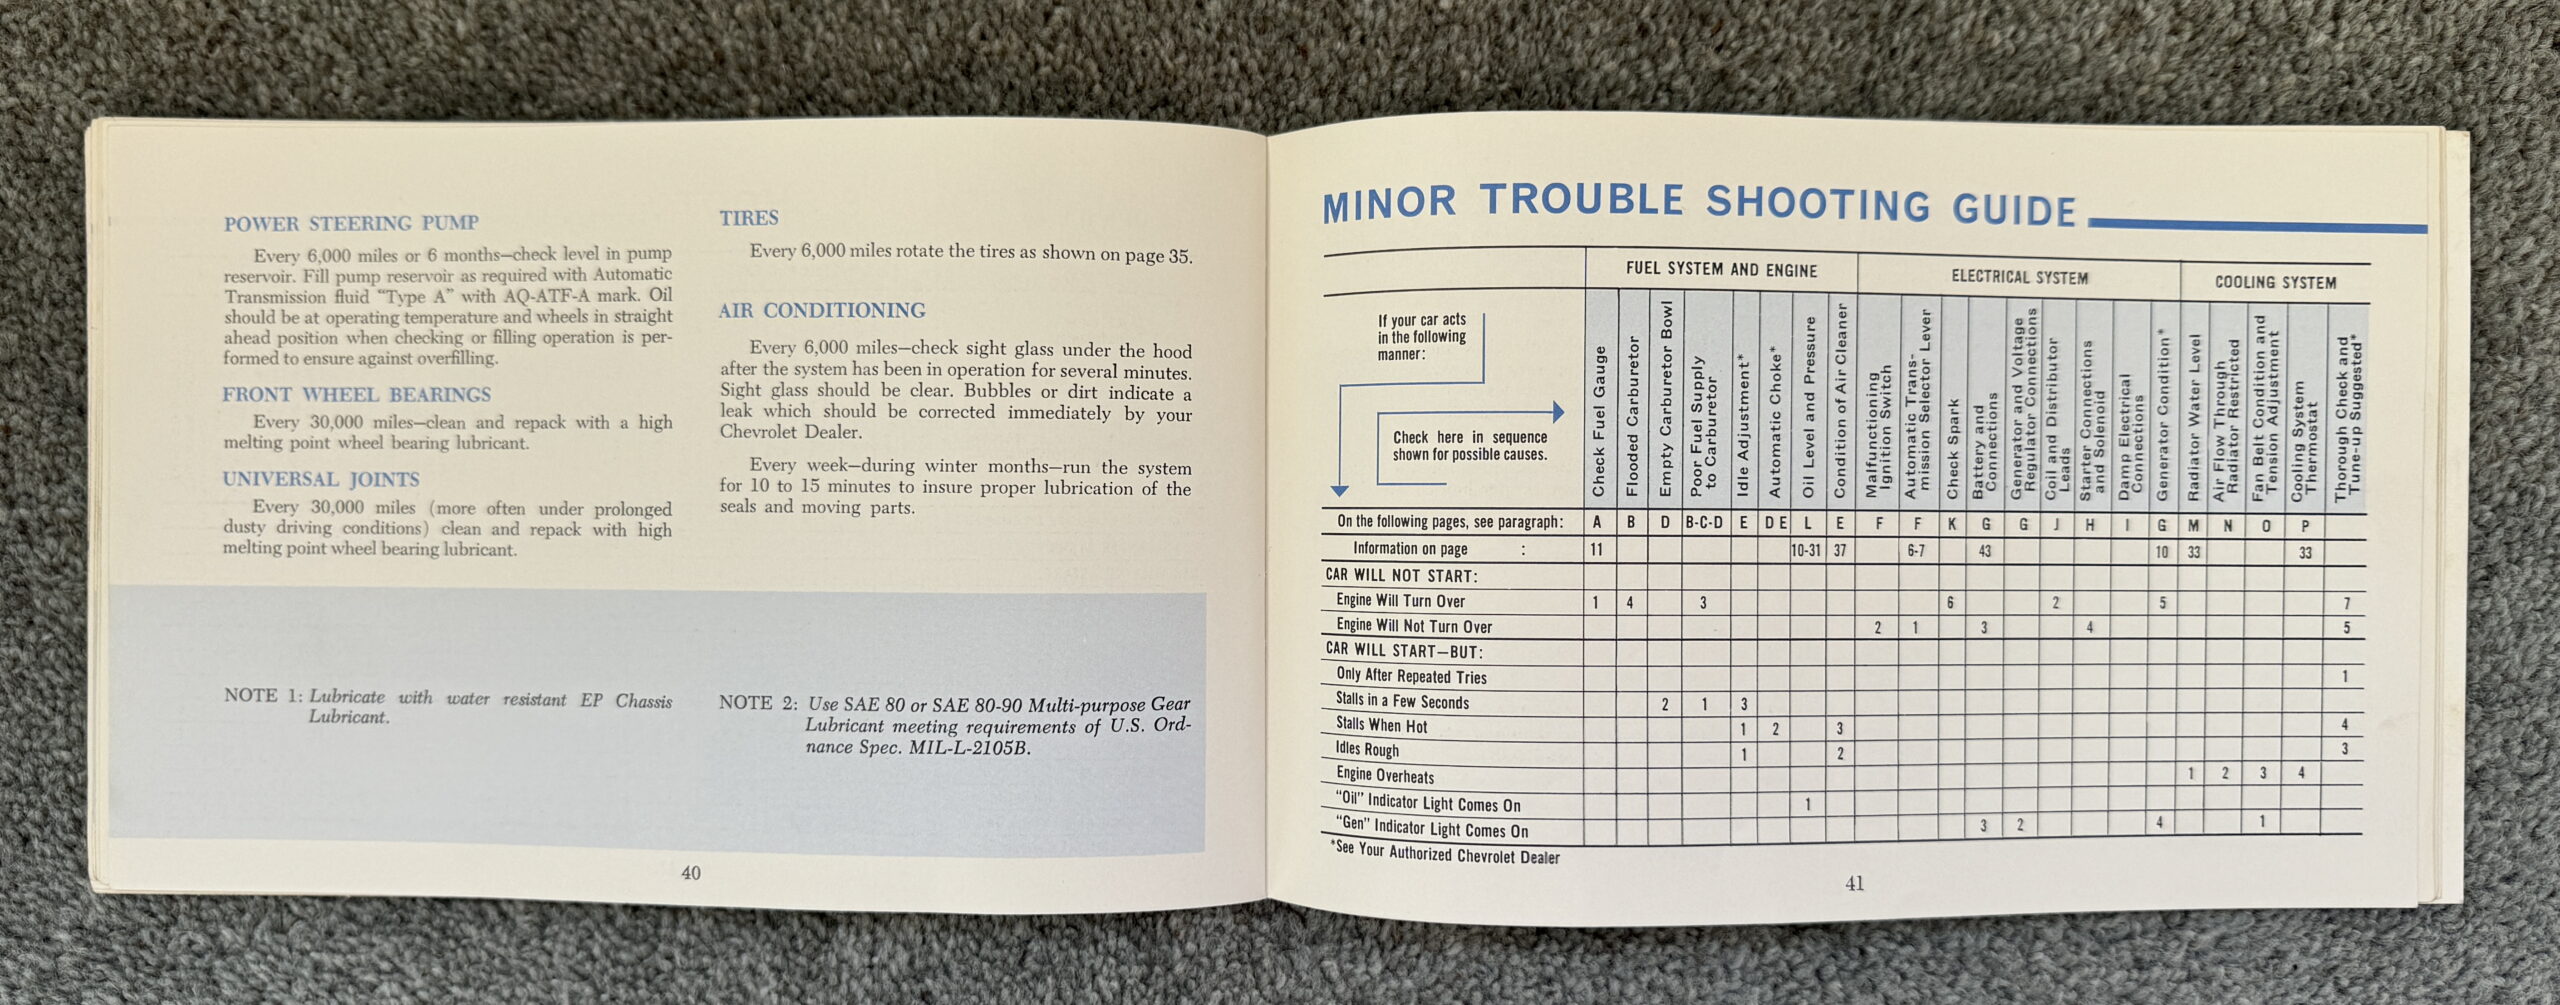 POWER STEERING PUMP
Every 6,000 miles or 6 months—check level in pump
reservoir. Fill pump reservoir as required with Automatic
Transmission fluid “Type A” with AQ-ATF-A mark. Oil
should be at operating temperature and wheels in straight
ahead position when checking or filling operation is per-
formed to ensure against overfilling.
FRONT WHEEL BEARINGS
Every 30,000 miles—clean and repack with a high
melting point wheel bearing lubricant.
UNIVERSAL JOINTS
Every 30,000 miles (more often under prolonged
dusty driving conditions) clean and repack with high
melting point wheel bearing lubricant.
TIRES
Every 6,000 miles rotate the tires as shown on page 35.
AIR CONDITIONING
Every 6,000 miles—check sight glass under the hood
after the system has been in operation for several minutes.
Sight glass should be clear. Bubbles or dirt indicate a
leak which should be corrected immediately by your
Chevrolet Dealer.
Every week—during winter months—run the system
for 10 to 15 minutes to insure proper lubrication of the
seals and moving parts.
NOTE 1: Lubricate with water resistant EP Chassis
Lubricant.
NOTE 2: Use SAE 80 or SAE 80-90 Multi-purpose Gear
Lubricant meeting requirements of U.S. Ord-
nance Spec. MIL-L-2105B.
40
MINOR TROUBLE SHOOTING GUIDE
FUEL SYSTEM AND ENGINE
ELECTRICAL SYSTEM
COOLING SYSTEM
If your car acts
in the following
manner:
Check here in sequence
shown for possible causes.
Check Fuel Gauge
Flooded Carburetor
Empty Carburetor Bowl
Poor Fuel Supply
to Carburetor
Idle Adjustment*
Automatic Choke*
Oil Level and Pressure
Condition of Air Cleaner
Malfunctioning
Ignition Switch
Automatic Trans-
mission Selector Lever
Check Spark
Battery and
Connections
Generator and Voltage
Regulator Connections
Coil and Distributor
Leads
Starter Connections
and Solenoid
Damp Electrical
Connections
Generator Condition*
Radiator Water Level
Air Flow Through
Radiator Restricted
Fan Belt Condition and
Tension Adjustment*
Cooling System
Thermostat
Thorough Check and
Tune-up Suggested*
On the following pages, see paragraph: A B D B-C-D E D E L E F F K G G J H I G M N O P
Information on page : 11 10-31 37 6-7 43 10 33 33
CAR WILL NOT START:
Engine Will Turn Over 1 4 3 6 2 5 7
Engine Will Not Turn Over 2 1 3 4 5
CAR WILL START—BUT:
Only After Repeated Tries 1
Stalls in a Few Seconds 2 1 3
Stalls When Hot 1 2 3 4
Idles Rough 1 2 3
Engine Overheats 1 2 3 4
“Oil” Indicator Light Comes On 1
“Gen” Indicator Light Comes On 3 2 4 1
*See Your Authorized Chevrolet Dealer
41